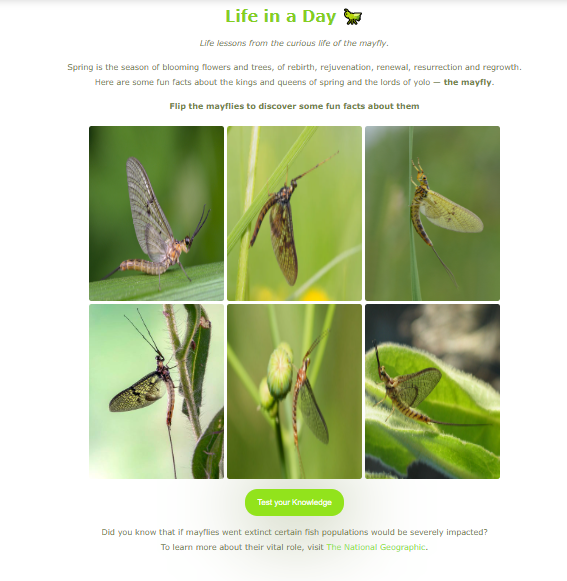 Life in a Day
Life lessons from the curious life of the mayfly.
Spring is the season of blooming flowers and trees, of rebirth, rejuvenation, renewal, resurrection and regrowth.
Here are some fun facts about the kings and queens of spring and the lords of yolo — the mayfly.
Flip the mayflies to discover some fun facts about them
Test your Knowledge
Did you know that if mayflies went extinct certain fish populations would be severely impacted?
To learn more about their vital role, visit The National Geographic.